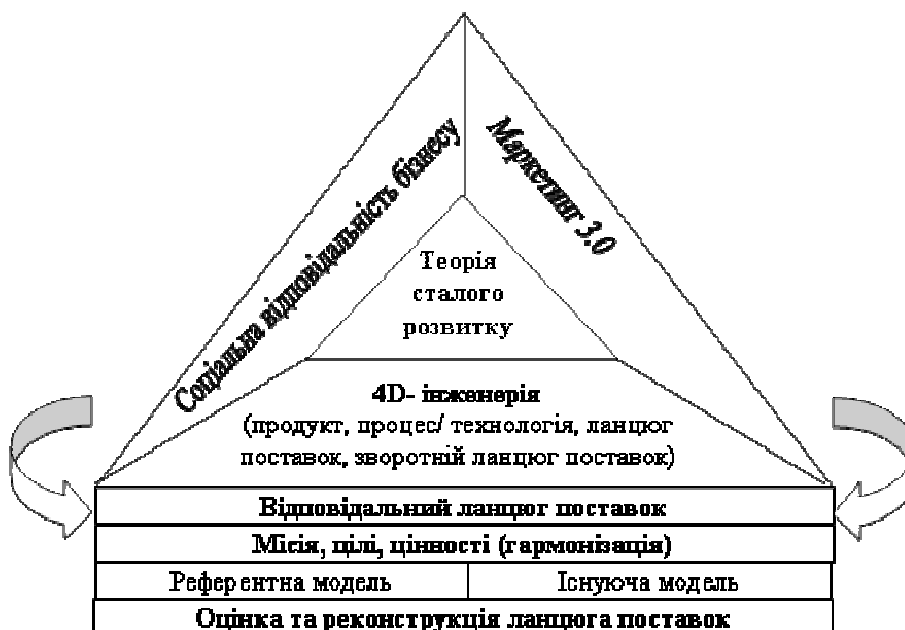 Соціальна відповідальність бізнесу
Маркетинг 3.0
Теорія
сталого
розвитку
4D- інженерія
(продукт, процес/ технологія, ланцюг
поставок, зворотній ланцюг поставок)
Відповідальний ланцюг поставок
Місія, цілі, цінності (гармонізація)
Референтна модель
Існуюча модель
Оцінка та реконструкція ланцюга поставок